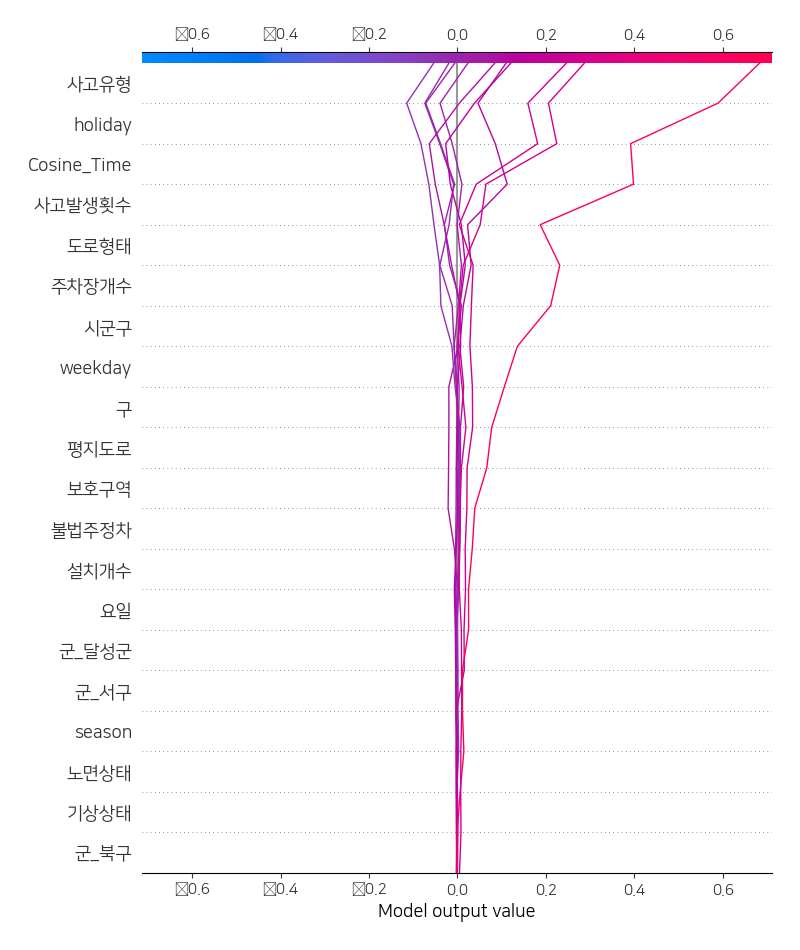 ☒0.6 ☒0.4 ☒0.2 0.0 0.2 0.4 0.6
사고유형
holiday
Cosine_Time
사고발생횟수
도로형태
주차장개수
시군구
weekday
구
평지도로
보호구역
불법주정차
설치개수
요일
군_달성군
군_서구
season
노면상태
기상상태
군_북구
☒0.6 ☒0.4 ☒0.2 0.0 0.2 0.4 0.6
Model output value